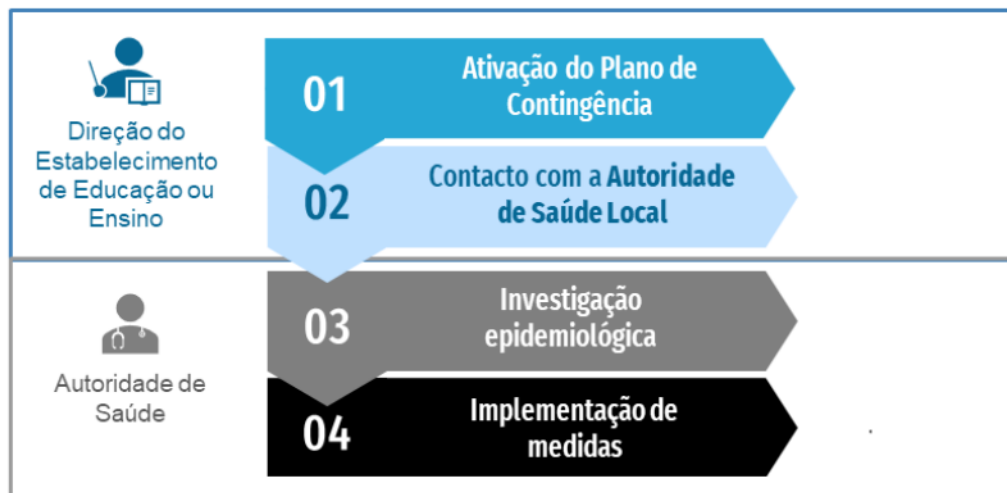 Direção do
Estabelecimento
de Educação ou
Ensino
01
Ativação do Plano de
Contingência
02
Contacto com a Autoridade
de Saúde Local
Autoridade de
Saúde
03
Investigação
epidemiológica
04
Implementação de
medidas
.